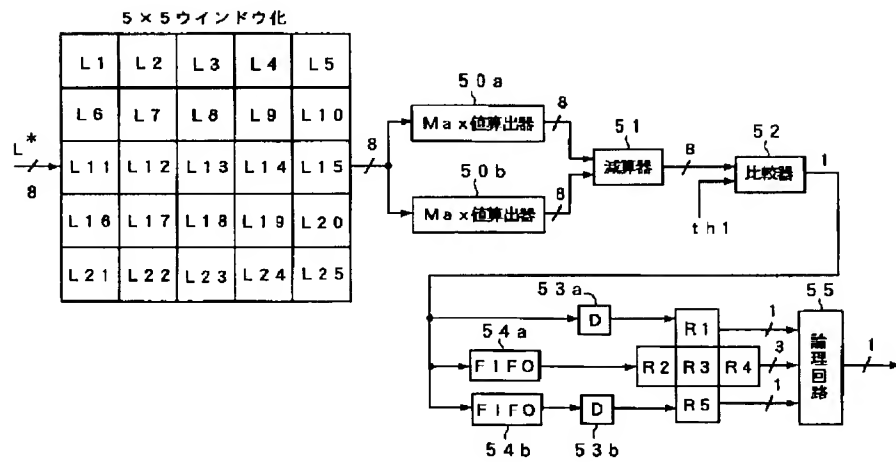 5×5ウインドウ化
L1 L2 L3 L4 L5
L6 L7 L8 L9 L10
L11 L12 L13 L14 L15
L16 L17 L18 L19 L20
L21 L22 L23 L24 L25
L*
8
8
50a
Max値算出器
8
50b
Max値算出器
8
51
減算器
8
52
比較器
1
th1
53a
D
54a
FIFO
FIFO
54b
D
53b
R1
R2 R3 R4
R5
1
3
1
55
論理回路
1